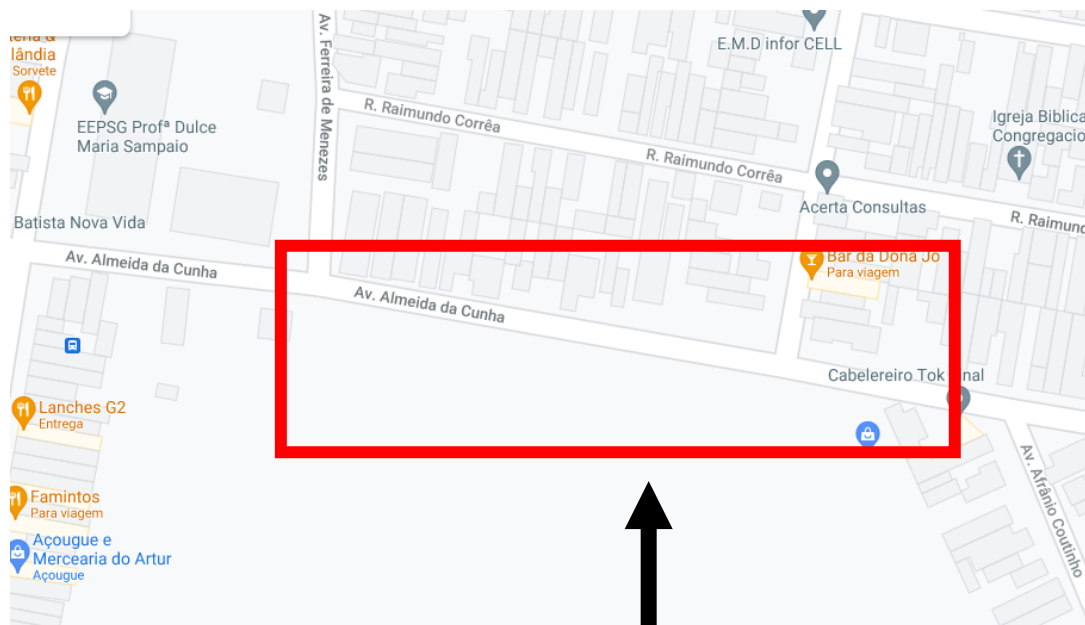 lândia
Sorvete
EEPSG Profª Dulce
Maria Sampaio
Batista Nova Vida
Av. Ferreira de Menezes
E.M.D infor CELL
R. Raimundo Corrêa
R. Raimundo Corrêa
Igreja Biblica
Congregacio
Acerta Consultas
R. Raimund
Av. Almeida da Cunha
Av. Almeida da Cunha
Bar da Dona Jo
Para viagem
Cabelereiro Tok
Lanches G2
Entrega
Famintos
Para viagem
Açougue e
Mercearia do Artur
Açougue
Av. Afrânio Coutinho